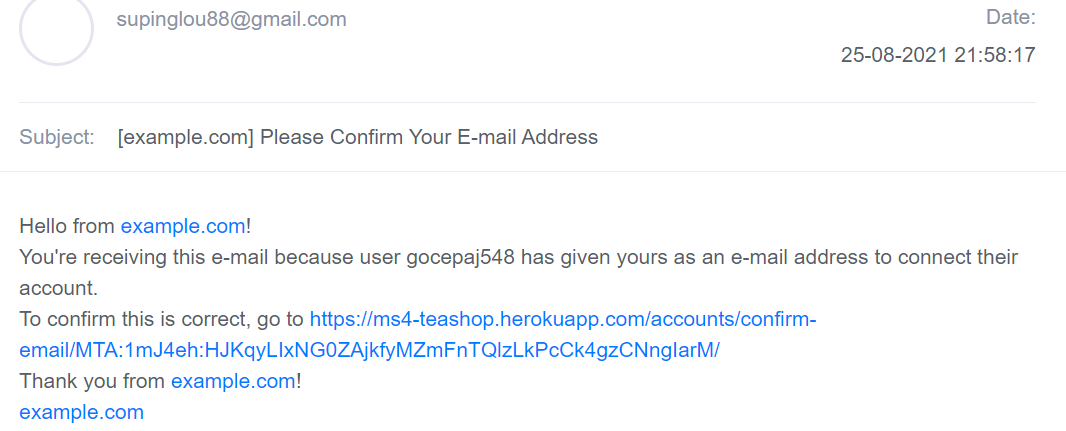 supinglou88@gmail.com
Date:
25-08-2021 21:58:17
Subject: [example.com] Please Confirm Your E-mail Address
Hello from example.com!
You're receiving this e-mail because user gocepaj548 has given yours as an e-mail address to connect their
account.
To confirm this is correct, go to https://ms4-teashop.herokuapp.com/accounts/confirm-
email/MTA:1mJ4eh:HJKqyLIxNG0ZAjkfyMZmFnTQlzLkPcCk4gzCNngIarM/
Thank you from example.com!
example.com